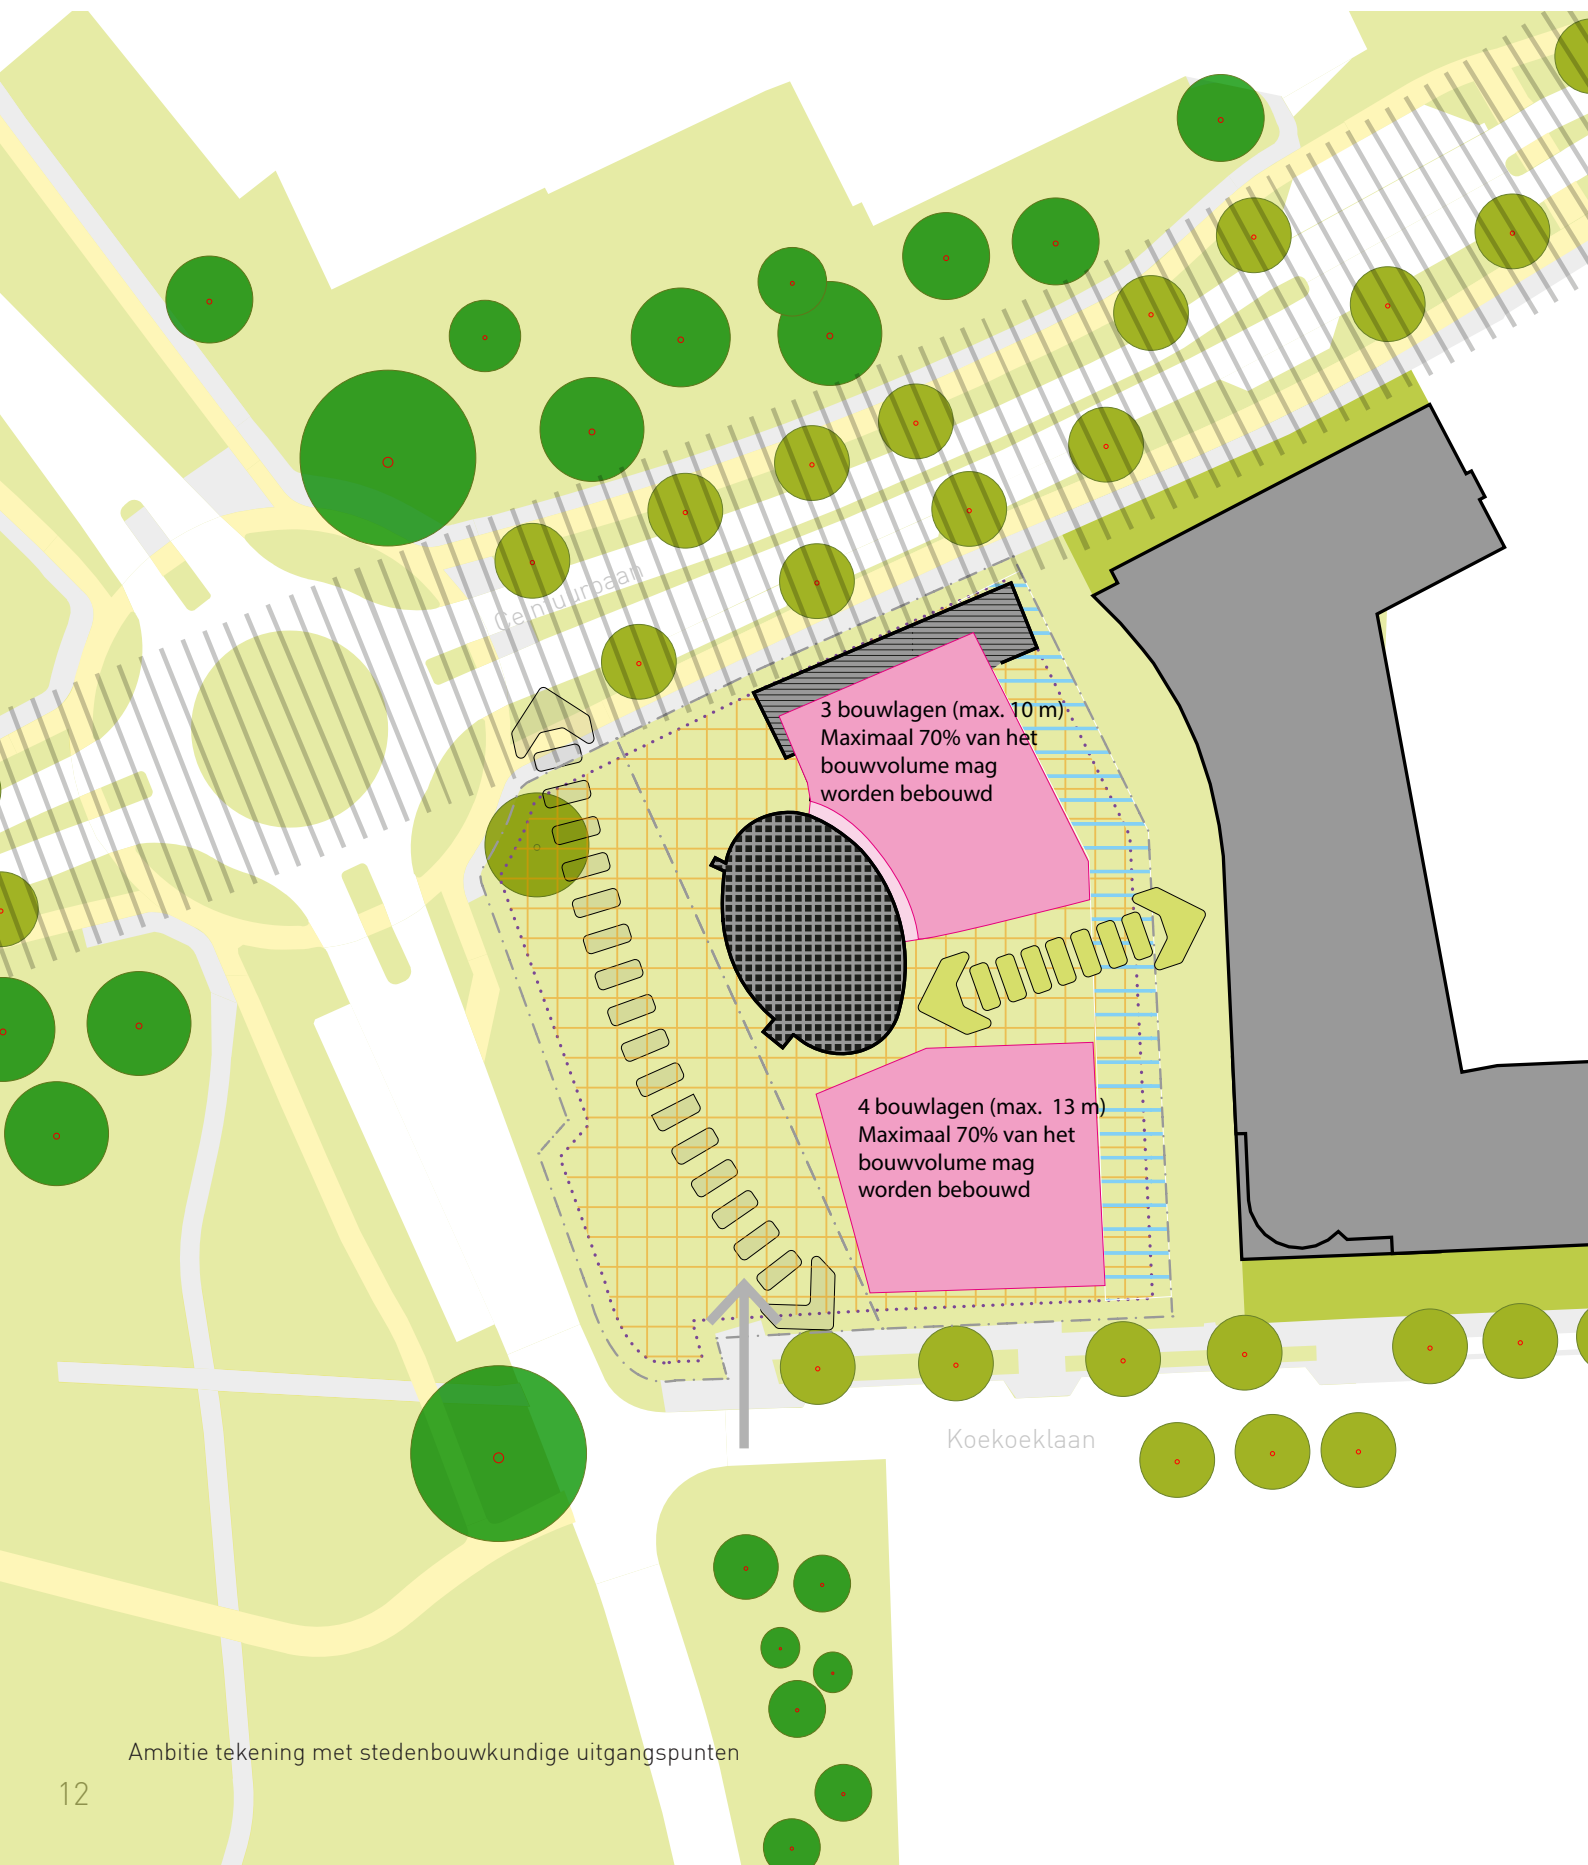 Ceintuurbaan
3 bouwlagen (max. 10 m)
Maximaal 70% van het
bouwvolume mag
worden bebouwd
4 bouwlagen (max. 13 m)
Maximaal 70% van het
bouwvolume mag
worden bebouwd
Koekoeklaan
Ambitie tekening met stedenbouwkundige uitgangspunten
12